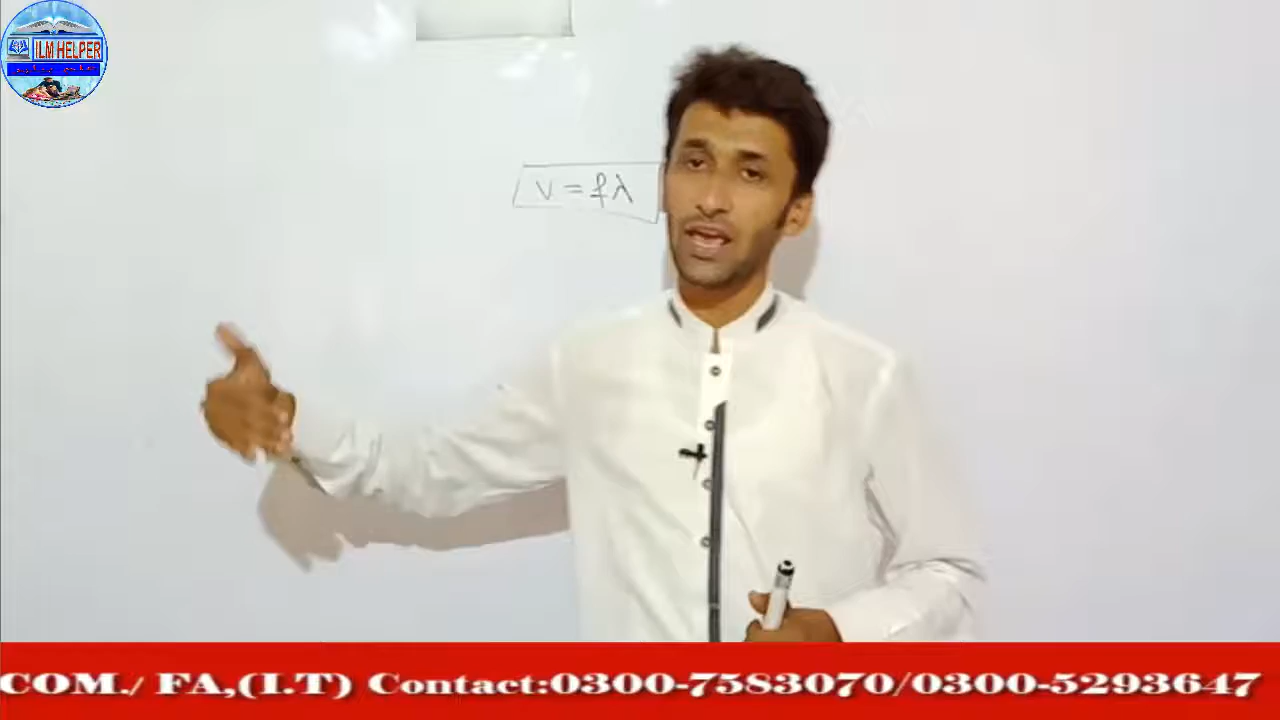 ILM HELPER
v = fλ
COM./ FA,(I.T) Contact:0300-7583070/0300-5293647